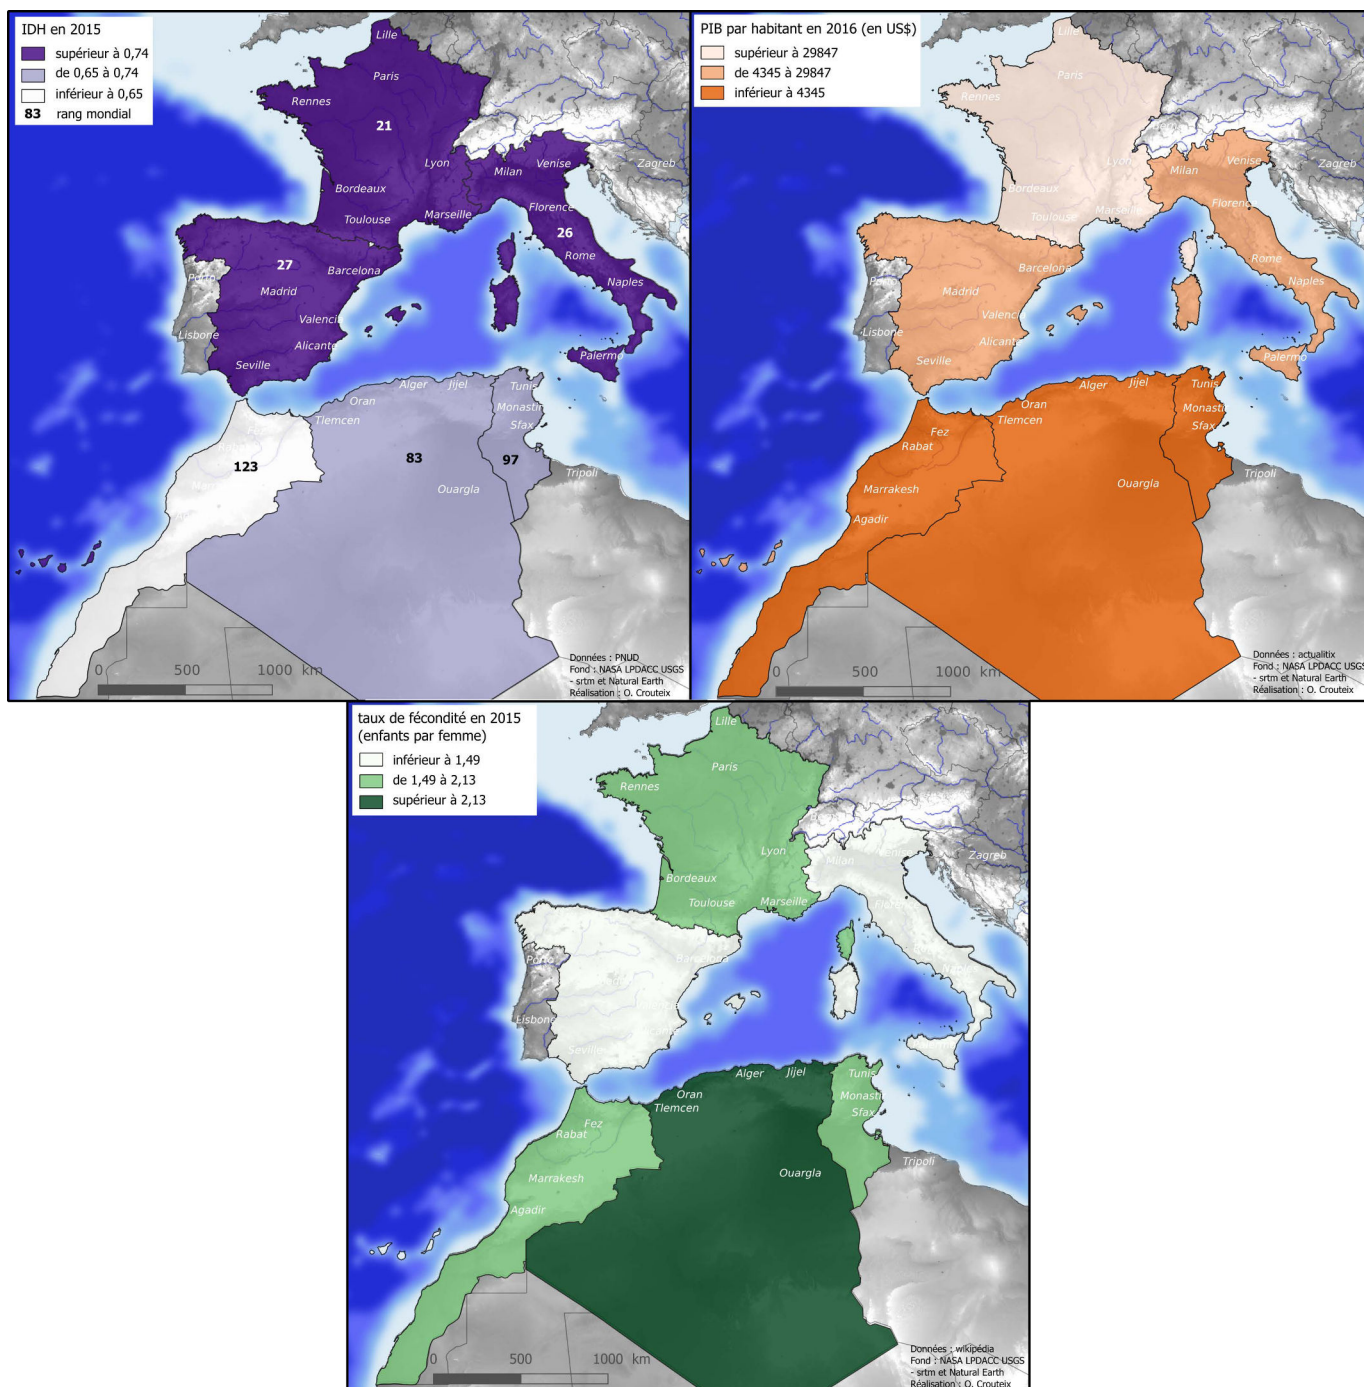 IDH en 2015
supérieur à 0,74
de 0,65 à 0,74
inférieur à 0,65
83 rang mondial
Lille
Paris
Rennes
21
Lyon
Milan
Venise
Zagreb
Bordeaux
Toulouse
Marseille
Florence
26
Rome
Naples
27
Barcelona
Porto
Madrid
Lisbone
Valencia
Alicante
Seville
Palermo
Alger
Jijel
Tunis
Oran
Monastir
Tlemcen
Sfax
Fez
123
83
97
Tripoli
Ouargla
0 500 1000 km
Données : PNUD
Fond : NASA LPDACC USGS
- srtm et Natural Earth
Réalisation : O. Crouteix
PIB par habitant en 2016 (en US$)
supérieur à 29847
de 4345 à 29847
inférieur à 4345
Lille
Paris
Rennes
Lyon
Milan
Venise
Zagreb
Bordeaux
Toulouse
Marseille
Florence
Rome
Naples
Barcelona
Porto
Madrid
Lisbone
Valencia
Alicante
Seville
Palermo
Alger
Jijel
Tunis
Oran
Monastir
Tlemcen
Sfax
Fez
Rabat
Tripoli
Marrakesh
Ouargla
Agadir
0 500 1000 km
Données : actualitix
Fond : NASA LPDACC USGS
- srtm et Natural Earth
Réalisation : O. Crouteix
taux de fécondité en 2015
(enfants par femme)
inférieur à 1,49
de 1,49 à 2,13
supérieur à 2,13
Lille
Paris
Rennes
Lyon
Milan
Zagreb
Bordeaux
Toulouse
Marseille
Barcelona
Porto
Lisbone
Seville
Alger
Jijel
Tunis
Oran
Monastir
Tlemcen
Sfax
Fez
Rabat
Tripoli
Marrakesh
Ouargla
Agadir
0 500 1000 km
Données : wikipédia
Fond : NASA LPDACC USGS
- srtm et Natural Earth
Réalisation : O. Crouteix